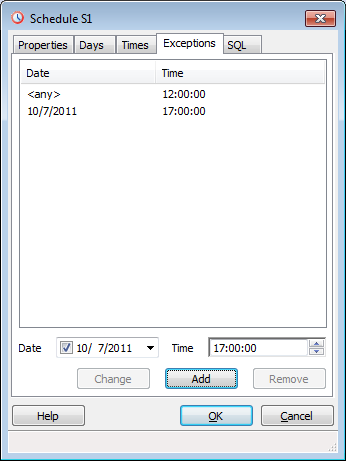 Schedule S1
Properties Days Times Exceptions SQL
Date Time
<any> 12:00:00
10/7/2011 17:00:00
Date 10/ 7/2011 Time 17:00:00
Change Add Remove
Help OK Cancel